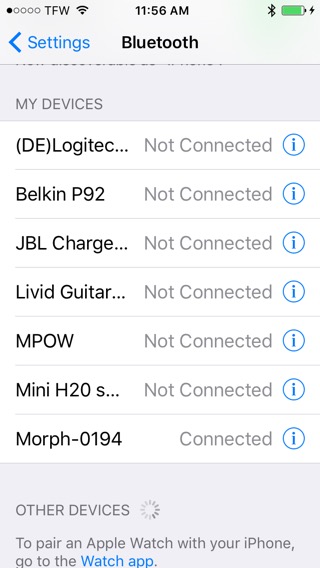 TFW 11:56 AM
Settings Bluetooth
MY DEVICES
(DE)Logitec... Not Connected
Belkin P92 Not Connected
JBL Charge... Not Connected
Livid Guitar... Not Connected
MPOW Not Connected
Mini H20 s... Not Connected
Morph-0194 Connected
OTHER DEVICES
To pair an Apple Watch with your iPhone,
go to the Watch app.